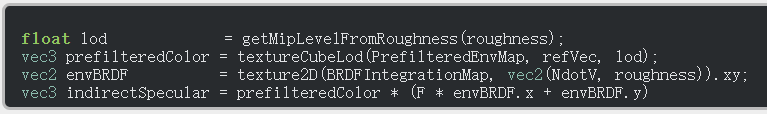 float lod = getMipLevelFromRoughness(roughness);
vec3 prefilteredColor = textureCubeLod(PrefilteredEnvMap, refVec, lod);
vec2 envBRDF = texture2D(BRDFIntegrationMap, vec2(NdotV, roughness)).xy;
vec3 indirectSpecular = prefilteredColor * (F * envBRDF.x + envBRDF.y)